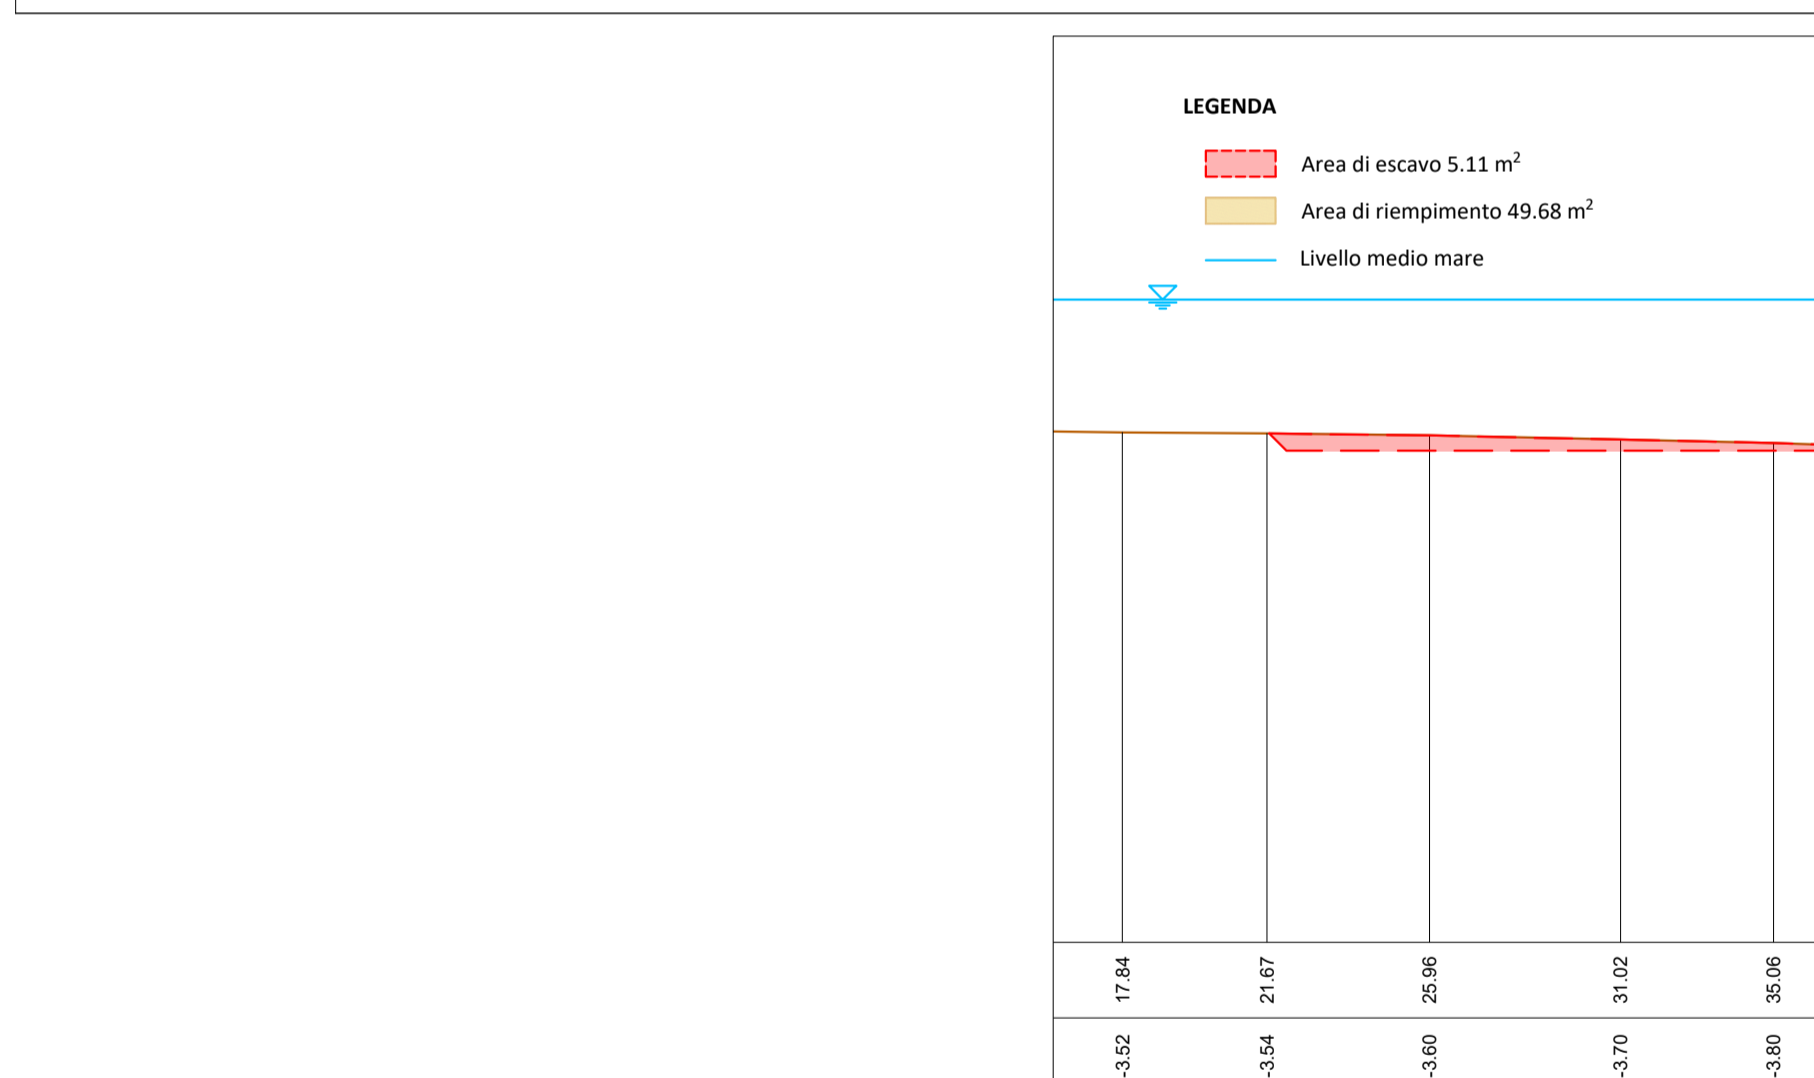 LEGENDA
Area di escavo 5.11 m²
Area di riempimento 49.68 m²
Livello medio mare
17.84 21.67 25.96 31.02 35.06
-3.52 -3.54 -3.60 -3.70 -3.80